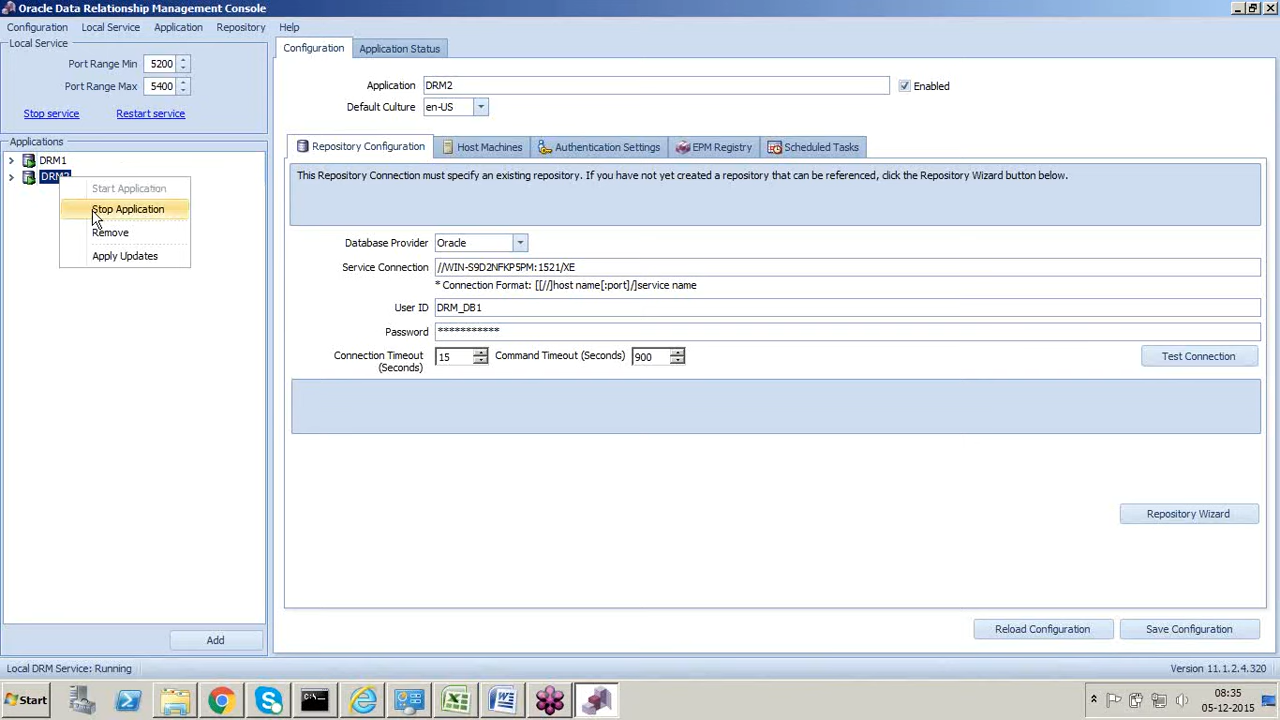 Oracle Data Relationship Management Console
Configuration Local Service Application Repository Help
Local Service
Port Range Min 5200
Port Range Max 5400
Stop service Restart service
Applications
DRM1
DRM2
Start Application
Stop Application
Remove
Apply Updates
Add
Configuration Application Status
Application DRM2 Enabled
Default Culture en-US
Repository Configuration Host Machines Authentication Settings EPM Registry Scheduled Tasks
This Repository Connection must specify an existing repository. If you have not yet created a repository that can be referenced, click the Repository Wizard button below.
Database Provider Oracle
Service Connection //WIN-S9D2NFKP5PM:1521/XE
* Connection Format: [[//]host name[:port]/]service name
User ID DRM_DB1
Password ***********
Connection Timeout 15 Command Timeout (Seconds) 900 Test Connection
(Seconds)
Repository Wizard
Reload Configuration Save Configuration
Local DRM Service: Running Version 11.1.2.4.320
Start 08:35
05-12-2015